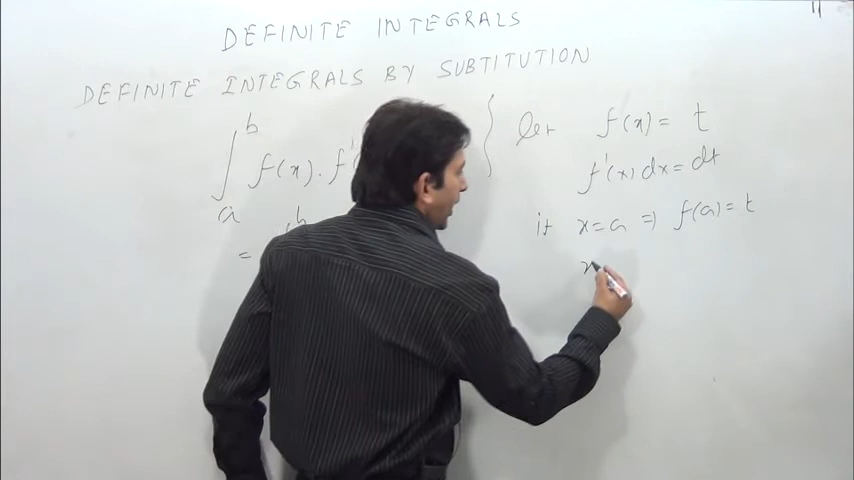 DEFINITE INTEGRALS
DEFINITE INTEGRALS BY SUBTITUTION
b
∫ f(x) . f'
a
= b
let f(x) = t
f'(x) dx = dt
if x = a ⇒ f(a) = t
x